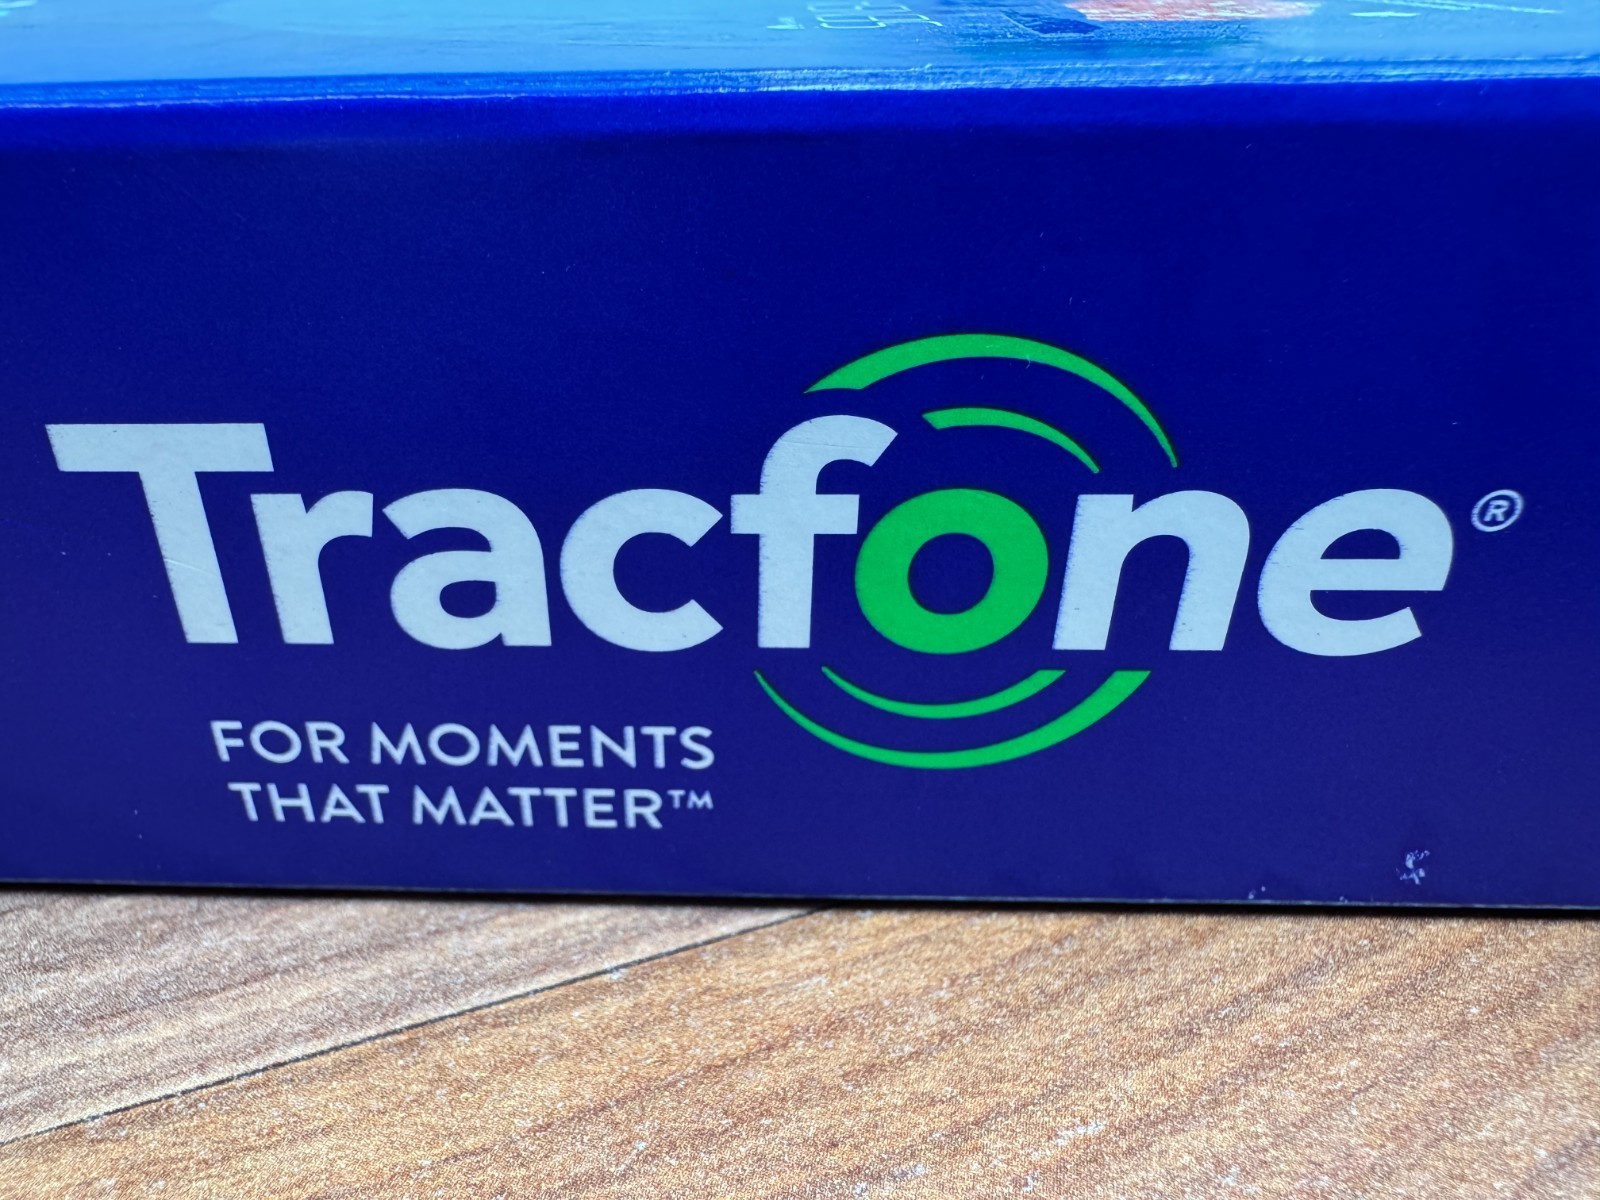 Tracfone®
FOR MOMENTS
THAT MATTER™